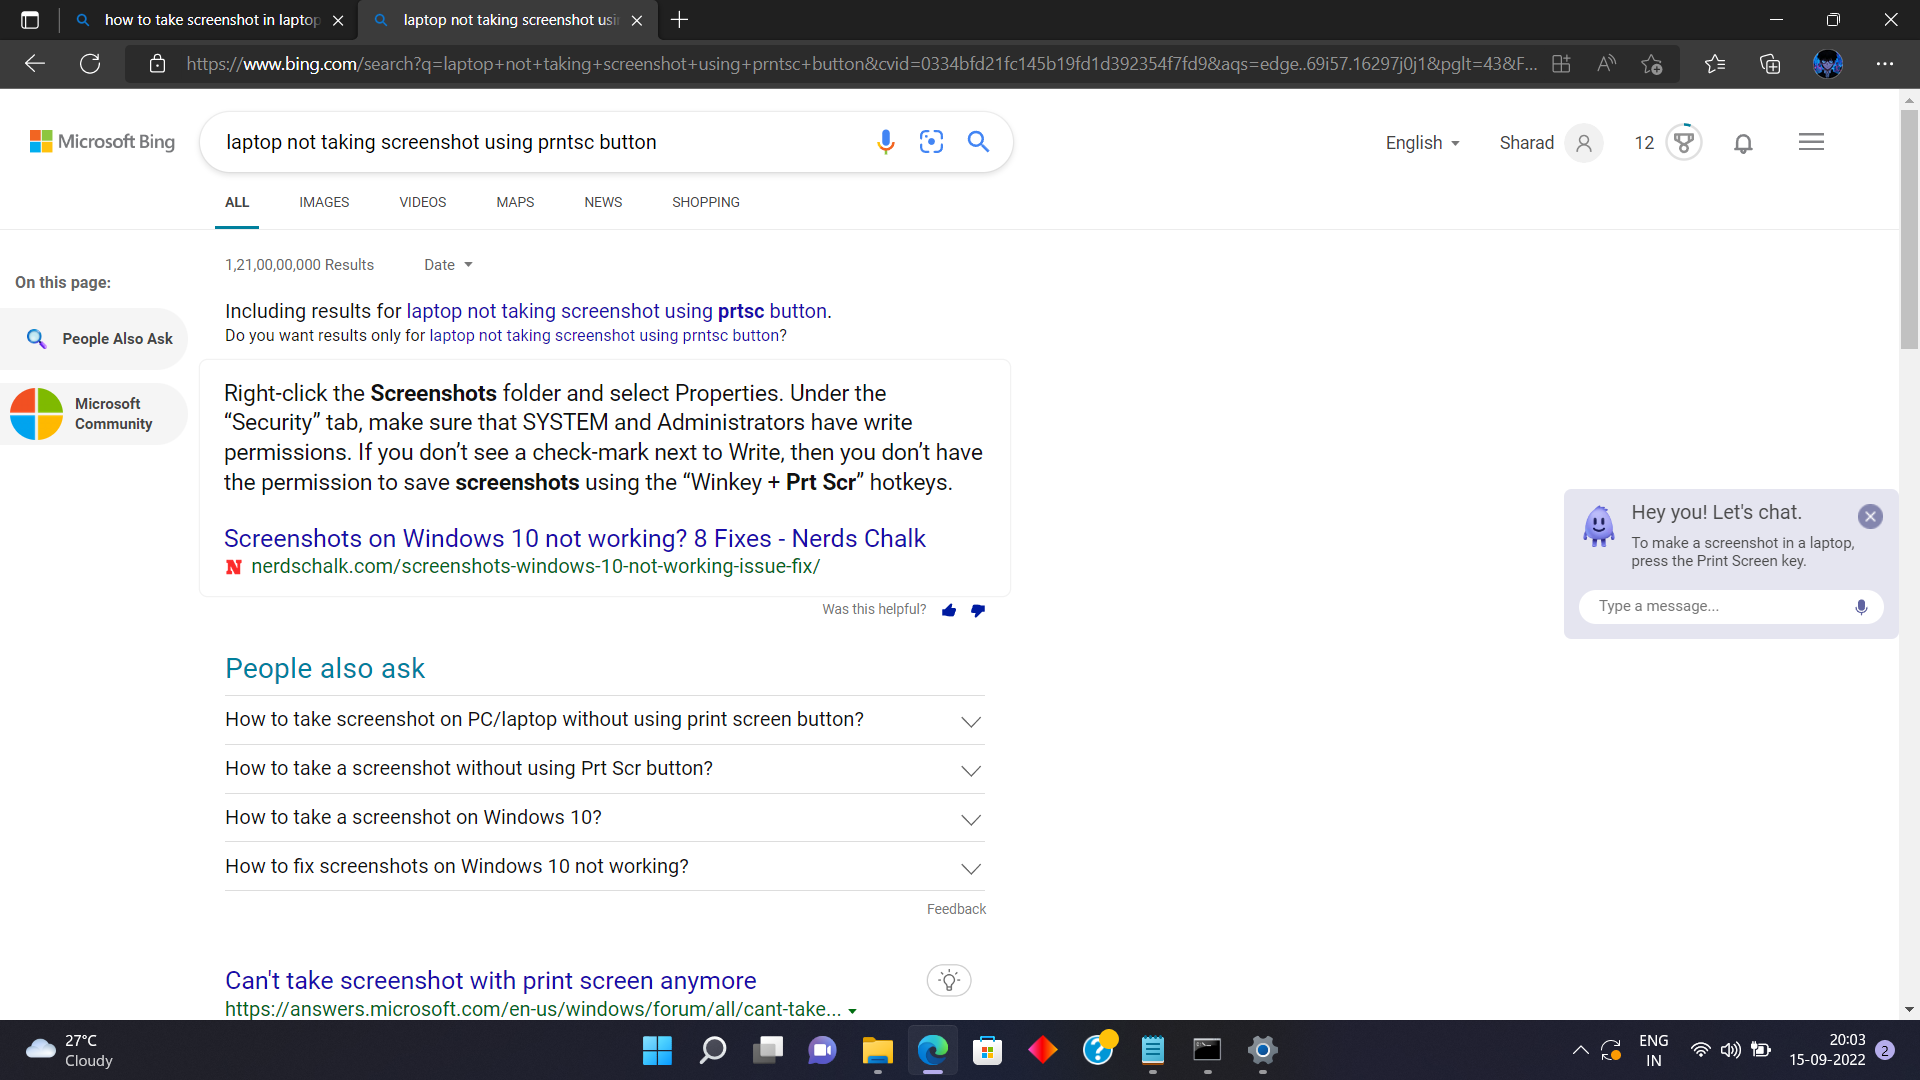 how to take screenshot in laptop
laptop not taking screenshot usi
https://www.bing.com/search?q=laptop+not+taking+screenshot+using+prntsc+button&cvid=0334bfd21fc145b19fd1d392354f7fd9&aqs=edge..69i57.16297j0j1&pglt=43&F...
Microsoft Bing
laptop not taking screenshot using prntsc button
English
Sharad
12
ALL
IMAGES
VIDEOS
MAPS
NEWS
SHOPPING
1,21,00,00,000 Results
Date
On this page:
People Also Ask
Microsoft
Community
Including results for laptop not taking screenshot using prtsc button.
Do you want results only for laptop not taking screenshot using prntsc button?
Right-click the Screenshots folder and select Properties. Under the
“Security” tab, make sure that SYSTEM and Administrators have write
permissions. If you don’t see a check-mark next to Write, then you don’t have
the permission to save screenshots using the “Winkey + Prt Scr” hotkeys.
Screenshots on Windows 10 not working? 8 Fixes - Nerds Chalk
N
nerdschalk.com/screenshots-windows-10-not-working-issue-fix/
Was this helpful?
Hey you! Let's chat.
To make a screenshot in a laptop,
press the Print Screen key.
Type a message...
People also ask
How to take screenshot on PC/laptop without using print screen button?
How to take a screenshot without using Prt Scr button?
How to take a screenshot on Windows 10?
How to fix screenshots on Windows 10 not working?
Feedback
Can't take screenshot with print screen anymore
https://answers.microsoft.com/en-us/windows/forum/all/cant-take...
27°C
Cloudy
ENG
IN
20:03
15-09-2022
2